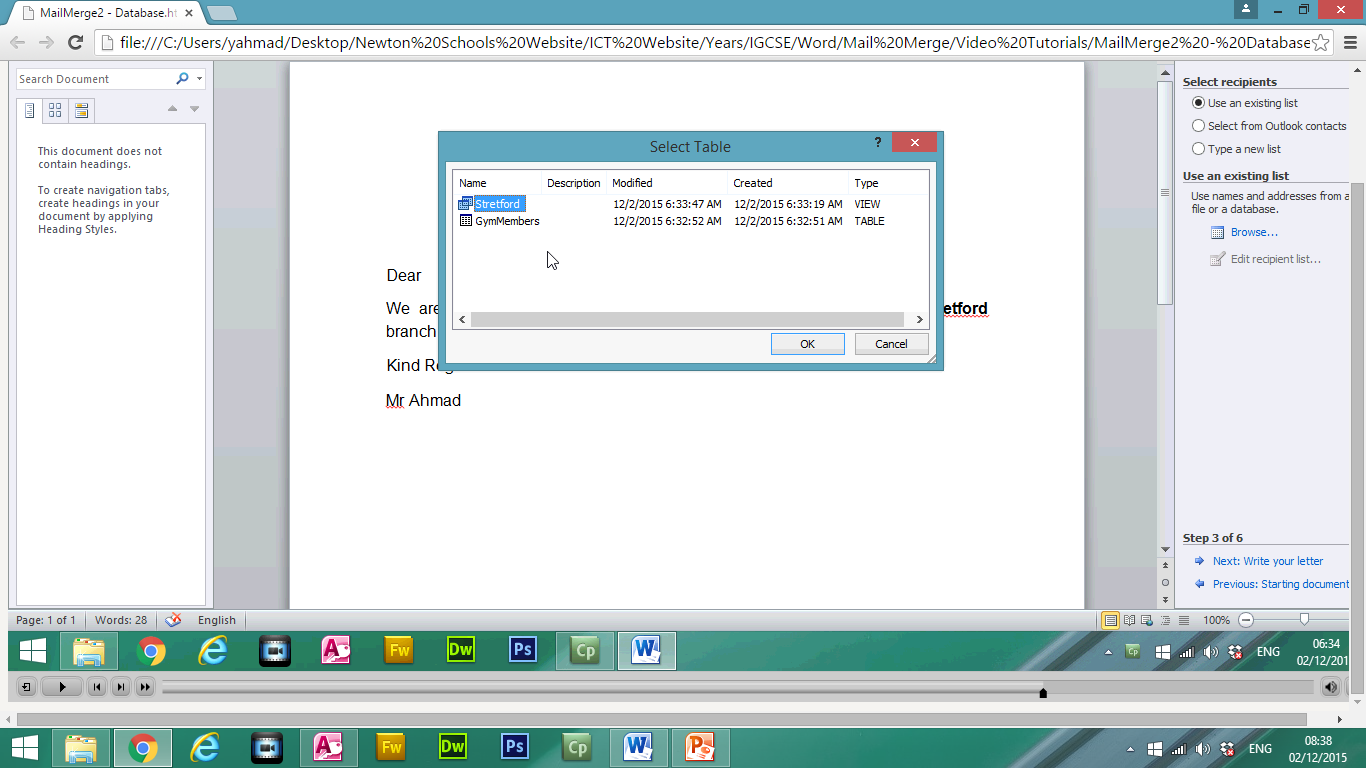 MailMerge2 - Database.ht
file:///C:/Users/yahmad/Desktop/Newton%20Schools%20Website/ICT%20Website/Years/IGCSE/Word/Mail%20Merge/Video%20Tutorials/MailMerge2%20-%20Database
Search Document
This document does not
contain headings.
To create navigation tabs,
create headings in your
document by applying
Heading Styles.
Dear
We are
etford
branch
Kind Reg
Mr Ahmad
Select Table
?
Name Description Modified Created Type
Stretford 12/2/2015 6:33:47 AM 12/2/2015 6:33:19 AM VIEW
GymMembers 12/2/2015 6:32:52 AM 12/2/2015 6:32:51 AM TABLE
OK Cancel
Select recipients
Use an existing list
Select from Outlook contacts
Type a new list
Use an existing list
Use names and addresses from a
file or a database.
Browse...
Edit recipient list...
Step 3 of 6
Next: Write your letter
Previous: Starting document
Page: 1 of 1 Words: 28 English 100%
A Fw Dw Ps Cp W Cp ENG 06:34
02/12/201
A Fw Dw Ps Cp W P ENG 08:38
02/12/2015